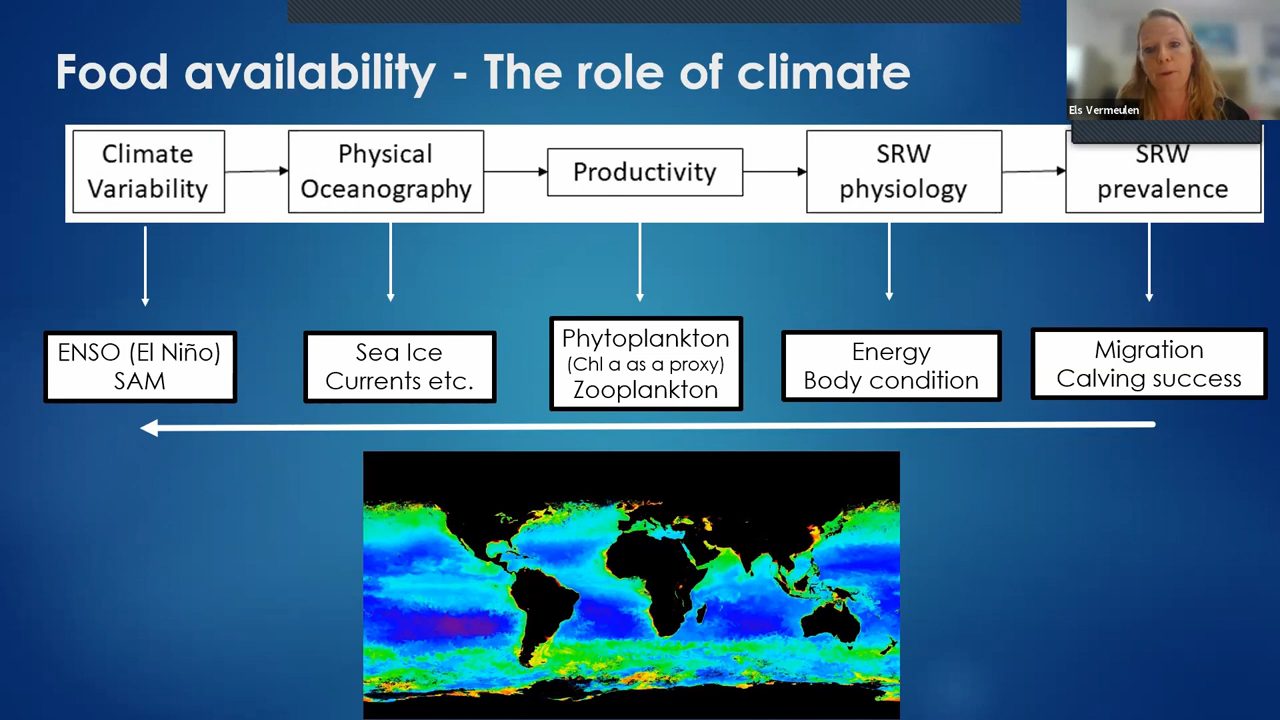 Food availability - The role of climate
Els Vermeulen
Climate
Variability
Physical
Oceanography
Productivity
SRW
physiology
SRW
prevalence
ENSO (El Niño)
SAM
Sea Ice
Currents etc.
Phytoplankton
(Chl a as a proxy)
Zooplankton
Energy
Body condition
Migration
Calving success